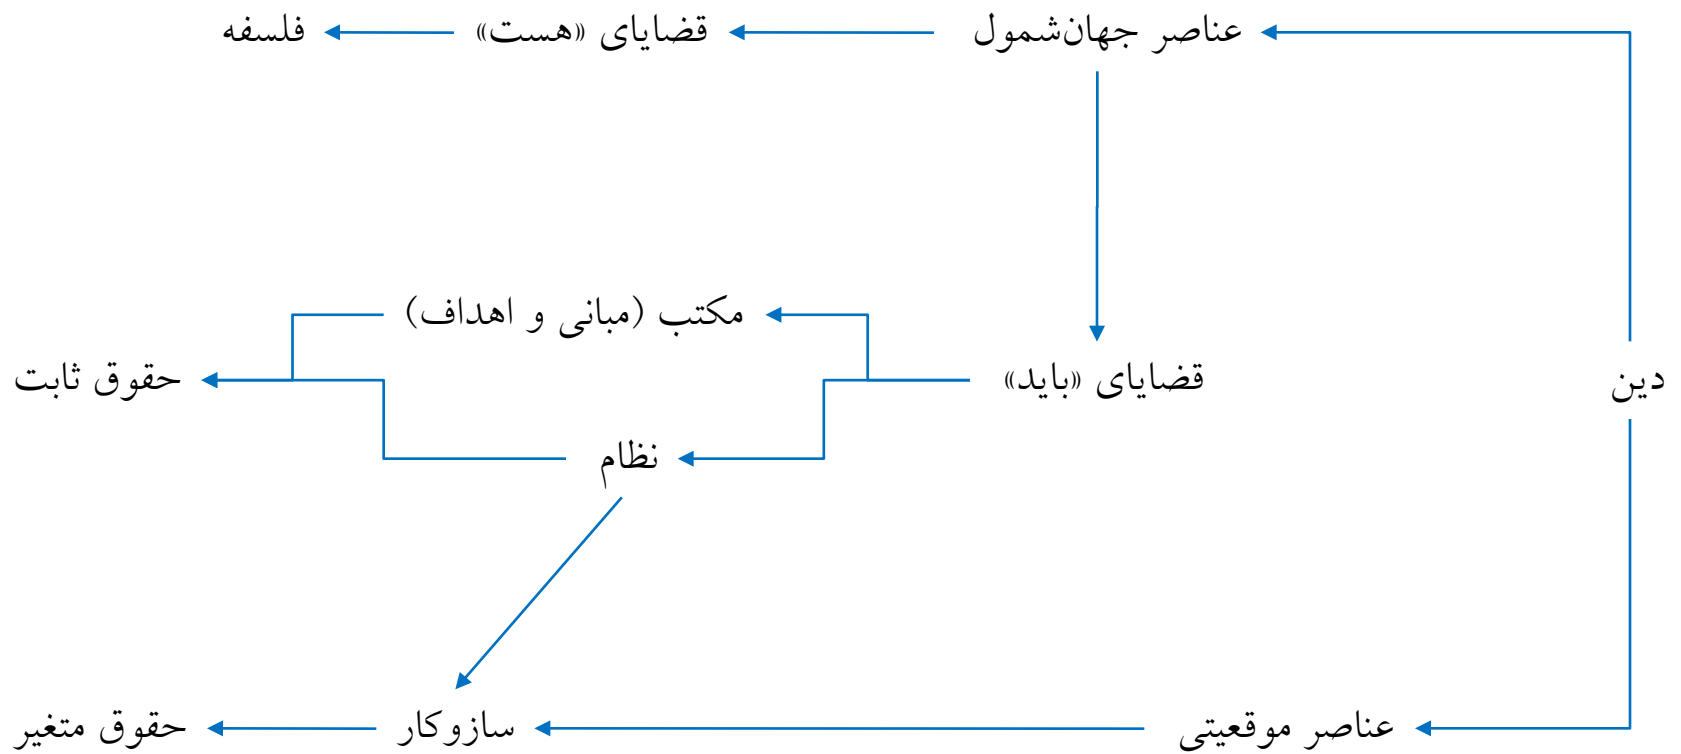 عناصر جهان‌شمول
قضایای «هست»
فلسفه
مکتب (مبانی و اهداف)
دین
قضایای «باید»
حقوق ثابت
نظام
عناصر موقعیتی
سازوکار
حقوق متغیر